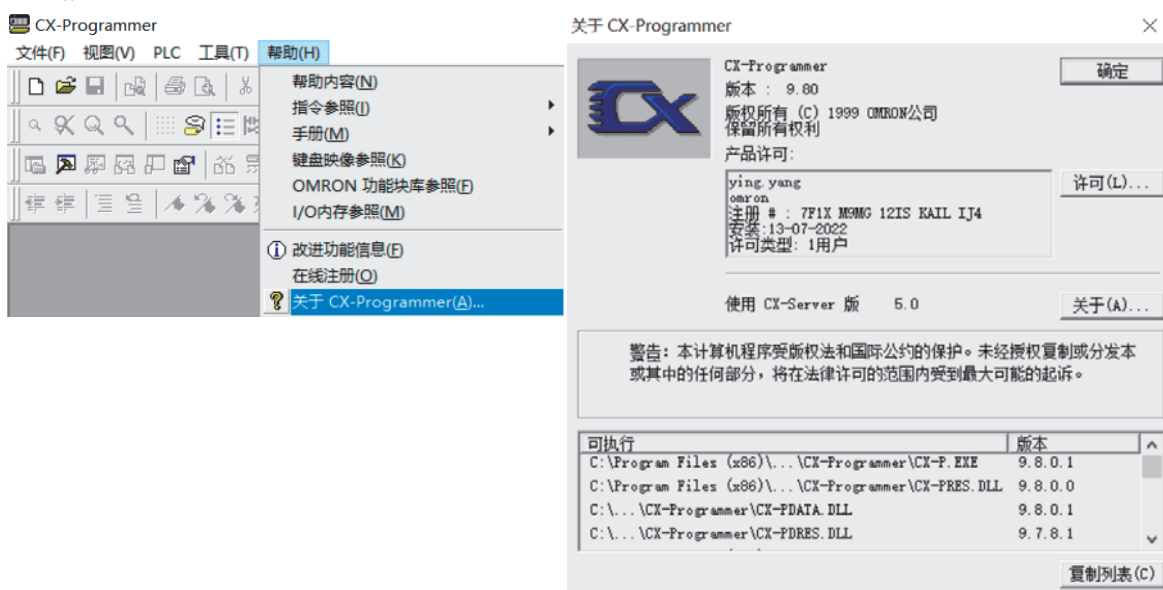 CX-Programmer
文件(F) 视图(V) PLC 工具(T) 帮助(H)
帮助内容(N)
指令参照(I)
手册(M)
键盘映像参照(K)
OMRON 功能块库参照(F)
I/O内存参照(M)
改进功能信息(F)
在线注册(O)
关于 CX-Programmer(A)...
关于 CX-Programmer
CX-Programmer
版本 : 9.80
版权所有 (C) 1999 OMRON公司
保留所有权利
产品许可:
确定
ying.yang
omron
注册 # : 7F1X M9MG 12IS KAIL IJ4
安装:13-07-2022
许可类型: 1用户
许可(L)...
使用 CX-Server 版 5.0
关于(A)...
警告：本计算机程序受版权法和国际公约的保护。未经授权复制或分发本
或其中的任何部分，将在法律许可的范围内受到最大可能的起诉。
可执行 版本
C:\Program Files (x86)\...\CX-Programmer\CX-P.EXE 9.8.0.1
C:\Program Files (x86)\...\CX-Programmer\CX-PRES.DLL 9.8.0.0
C:\...\CX-Programmer\CX-PDATA.DLL 9.8.0.1
C:\...\CX-Programmer\CX-PDRES.DLL 9.7.8.1
复制列表(C)